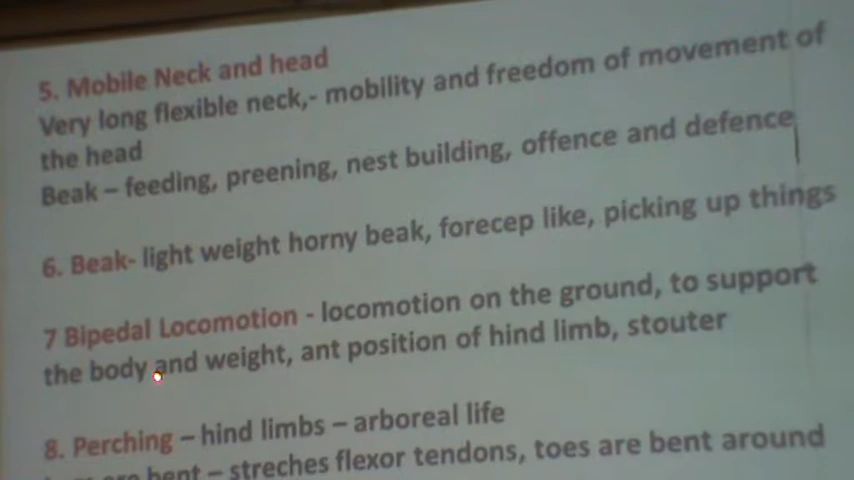 5. Mobile Neck and head
Very long flexible neck,- mobility and freedom of movement of
the head
Beak – feeding, preening, nest building, offence and defence
6. Beak- light weight horny beak, forecep like, picking up things
7 Bipedal Locomotion - locomotion on the ground, to support
the body and weight, ant position of hind limb, stouter
8. Perching – hind limbs – arboreal life
bent – streches flexor tendons, toes are bent around